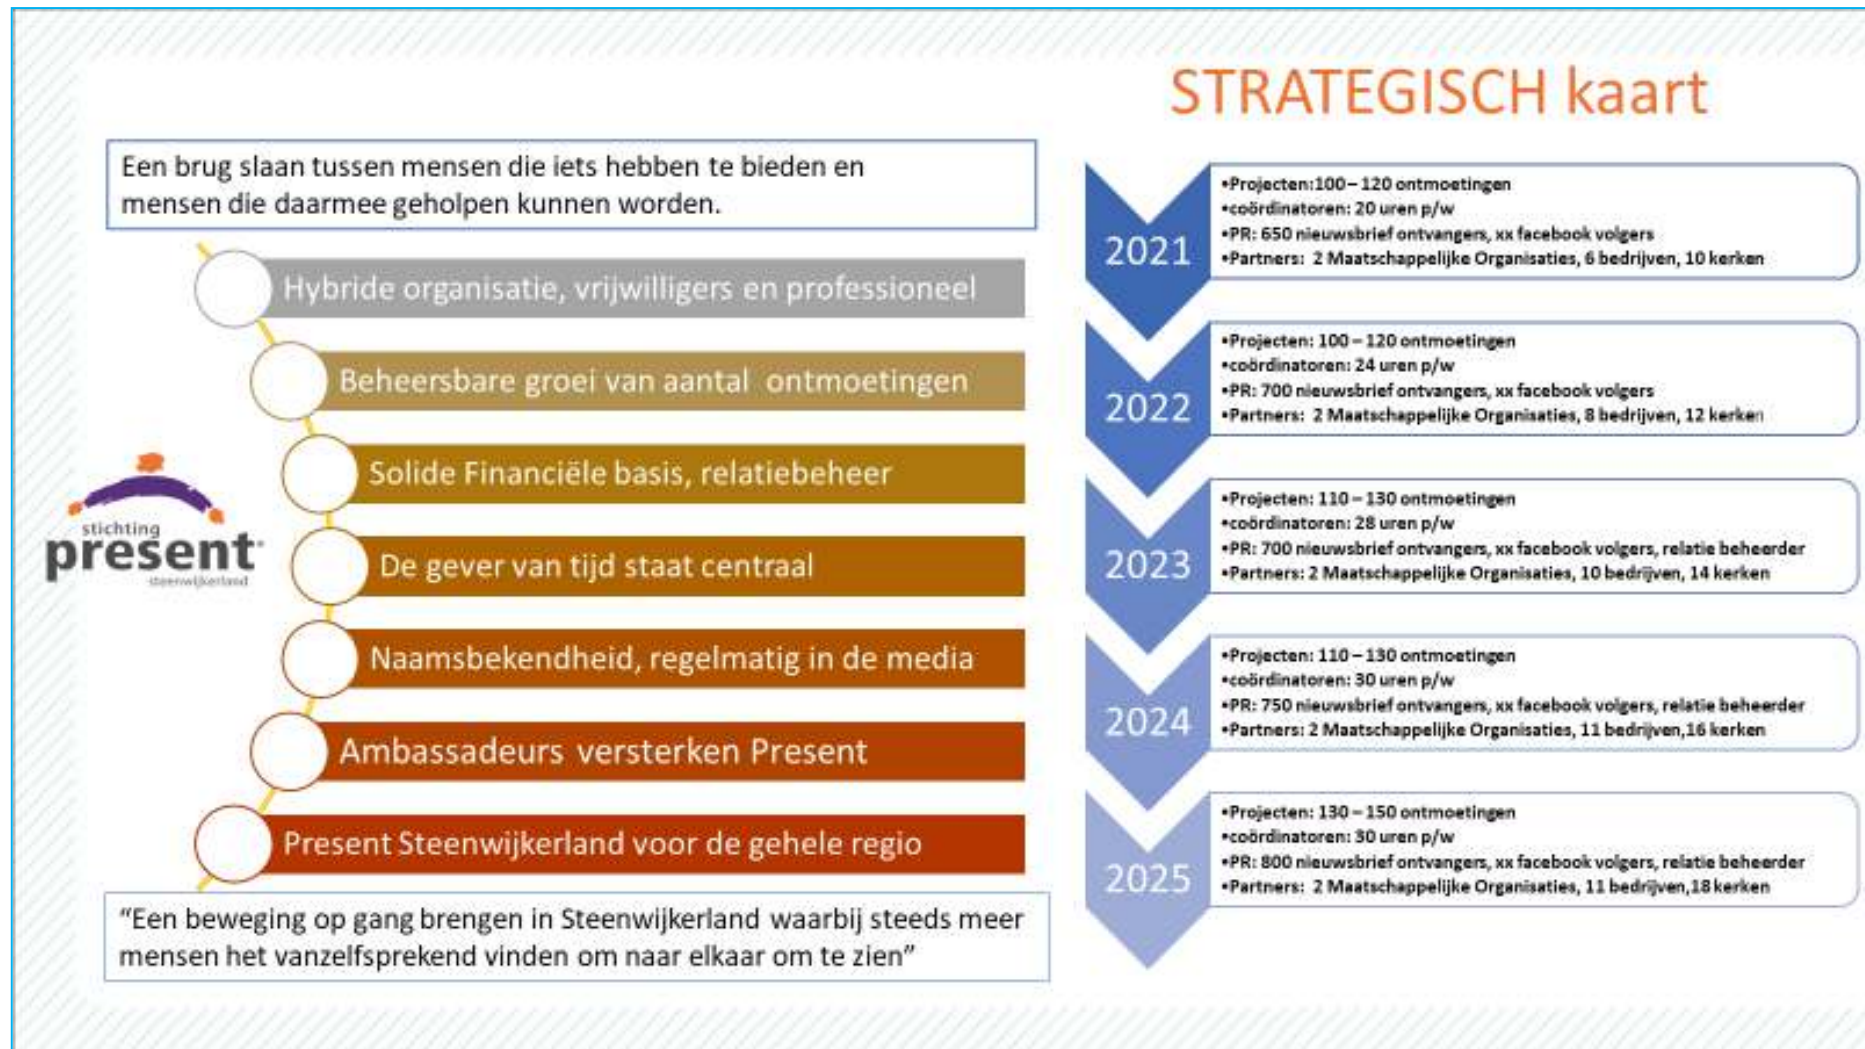 STRATEGISCH kaart
Een brug slaan tussen mensen die iets hebben te bieden en
mensen die daarmee geholpen kunnen worden.
Hybride organisatie, vrijwilligers en professioneel
Beheersbare groei van aantal ontmoetingen
Solide Financiële basis, relatiebeheer
De gever van tijd staat centraal
Naamsbekendheid, regelmatig in de media
Ambassadeurs versterken Present
Present Steenwijkerland voor de gehele regio
"Een beweging op gang brengen in Steenwijkerland waarbij steeds meer
mensen het vanzelfsprekend vinden om naar elkaar om te zien"
stichting
present
steenwijkerland
2021
•Projecten:100 – 120 ontmoetingen
•coördinatoren: 20 uren p/w
•PR: 650 nieuwsbrief ontvangers, xx facebook volgers
•Partners: 2 Maatschappelijke Organisaties, 6 bedrijven, 10 kerken
2022
•Projecten: 100 – 120 ontmoetingen
•coördinatoren: 24 uren p/w
•PR: 700 nieuwsbrief ontvangers, xx facebook volgers
•Partners: 2 Maatschappelijke Organisaties, 8 bedrijven, 12 kerken
2023
•Projecten: 110 – 130 ontmoetingen
•coördinatoren: 28 uren p/w
•PR: 700 nieuwsbrief ontvangers, xx facebook volgers, relatie beheerder
•Partners: 2 Maatschappelijke Organisaties, 10 bedrijven, 14 kerken
2024
•Projecten: 110 – 130 ontmoetingen
•coördinatoren: 30 uren p/w
•PR: 750 nieuwsbrief ontvangers, xx facebook volgers, relatie beheerder
•Partners: 2 Maatschappelijke Organisaties, 11 bedrijven,16 kerken
2025
•Projecten: 130 – 150 ontmoetingen
•coördinatoren: 30 uren p/w
•PR: 800 nieuwsbrief ontvangers, xx facebook volgers, relatie beheerder
•Partners: 2 Maatschappelijke Organisaties, 11 bedrijven,18 kerken